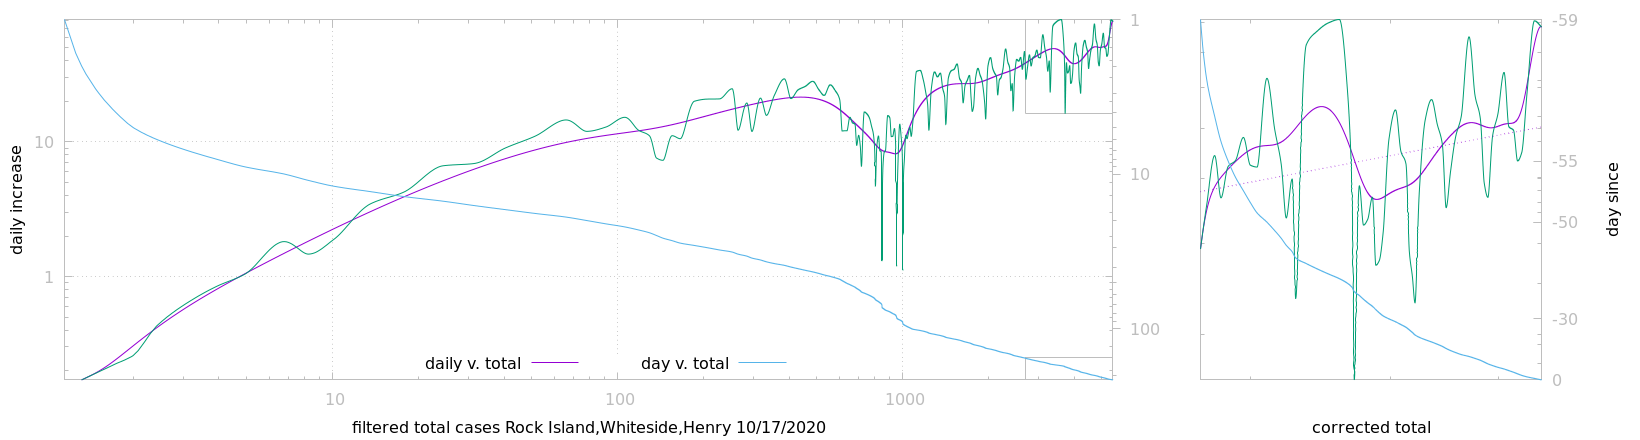 daily increase
10
1
daily v. total
day v. total
10
100
1000
1
10
100
filtered total cases Rock Island,Whiteside,Henry 10/17/2020
-59
-55
-50
-30
0
day since
corrected total